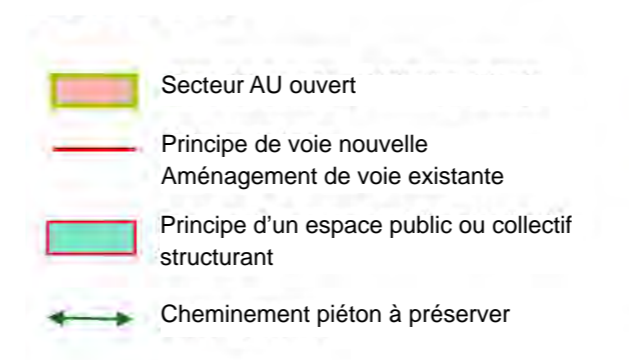 Secteur AU ouvert
Principe de voie nouvelle
Aménagement de voie existante
Principe d'un espace public ou collectif
structurant
Cheminement piéton à préserver